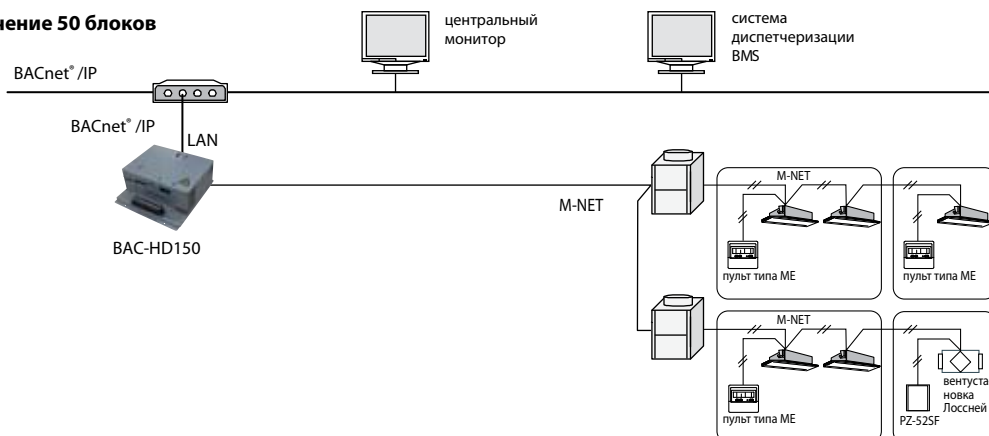 чение 50 блоков
центральный
монитор
система
диспетчеризации
BMS
BACnet® /IP
BACnet® /IP
LAN
BAC-HD150
M-NET
M-NET
пульт типа ME
пульт типа ME
M-NET
пульт типа ME
PZ-52SF
вентуста
новка
Лоссней